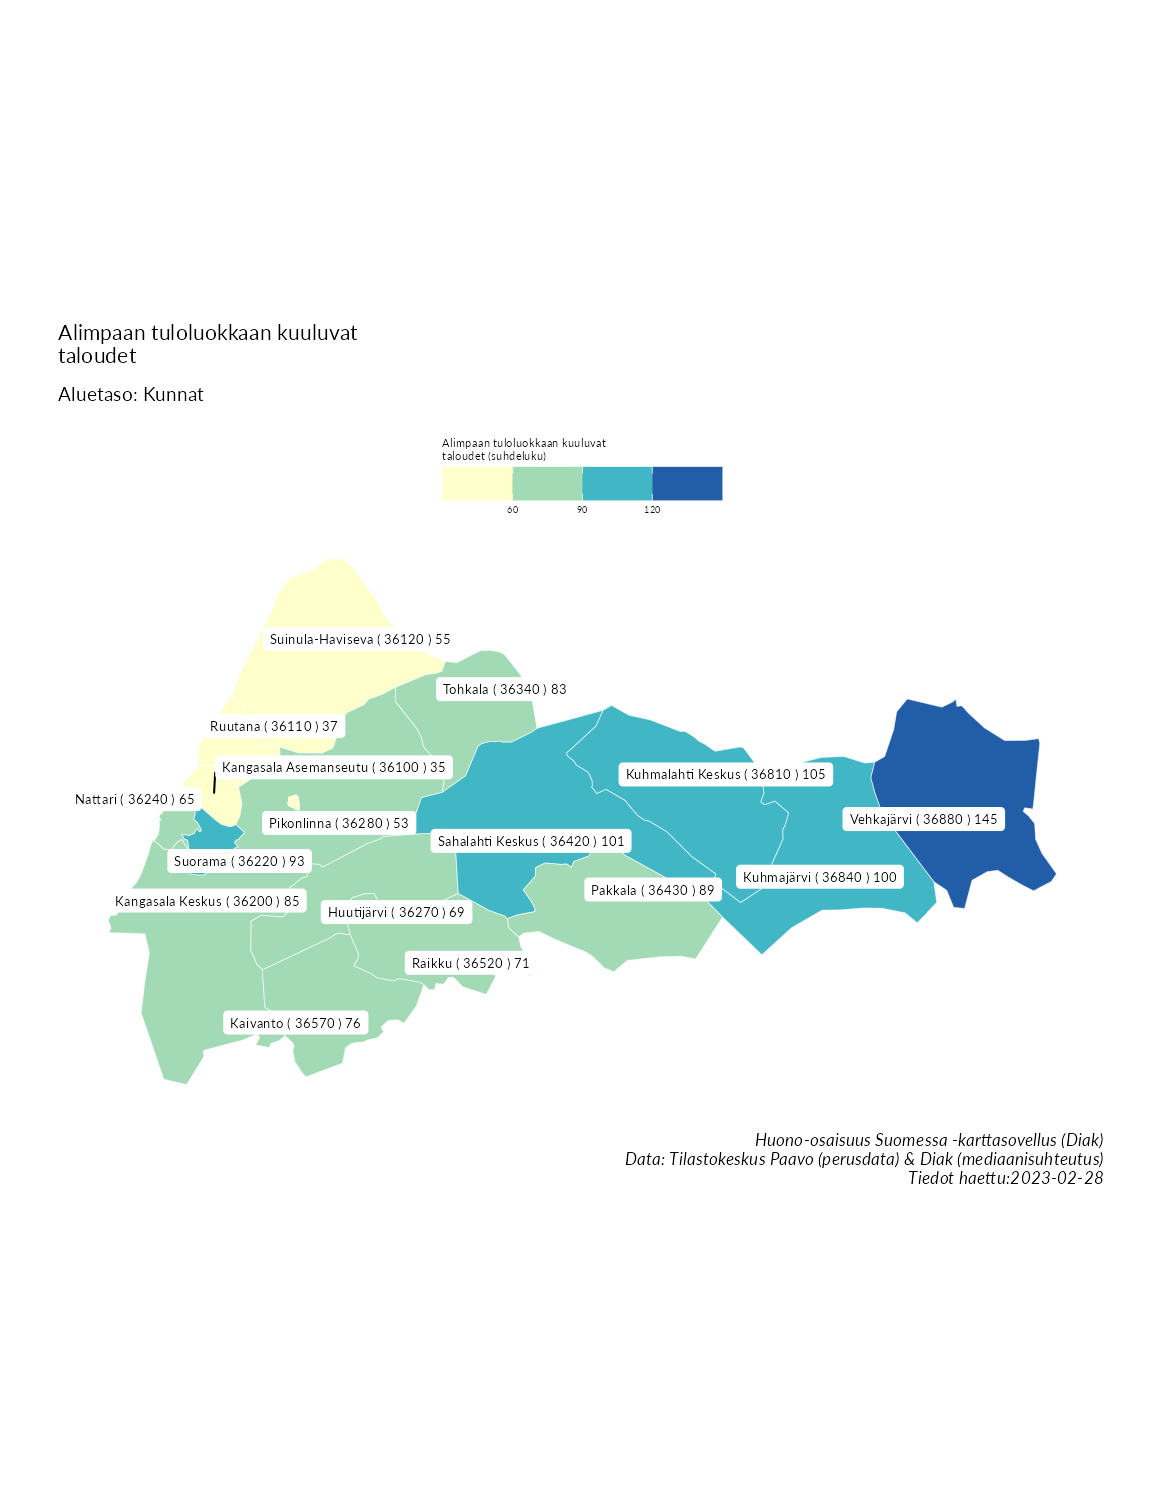 Alimpaan tuloluokkaan kuuluvat
taloudet
Aluetaso: Kunnat
Alimpaan tuloluokkaan kuuluvat
taloudet (suhdeluku)
60 90 120
Suinula-Haviseva ( 36120 ) 55
Tohkala ( 36340 ) 83
Ruutana ( 36110 ) 37
Kangasala Asemanseutu ( 36100 ) 35
Kuhmalahti Keskus ( 36810 ) 105
Nattari ( 36240 ) 65
Pikonlinna ( 36280 ) 53
Vehkajärvi ( 36880 ) 145
Sahalahti Keskus ( 36420 ) 101
Suorama ( 36220 ) 93
Kuhmajärvi ( 36840 ) 100
Pakkala ( 36430 ) 89
Kangasala Keskus ( 36200 ) 85
Huutijärvi ( 36270 ) 69
Raikku ( 36520 ) 71
Kaivanto ( 36570 ) 76
Huono-osaisuus Suomessa -karttasovellus (Diak)
Data: Tilastokeskus Paavo (perusdata) & Diak (mediaanisuhteutus)
Tiedot haettu:2023-02-28